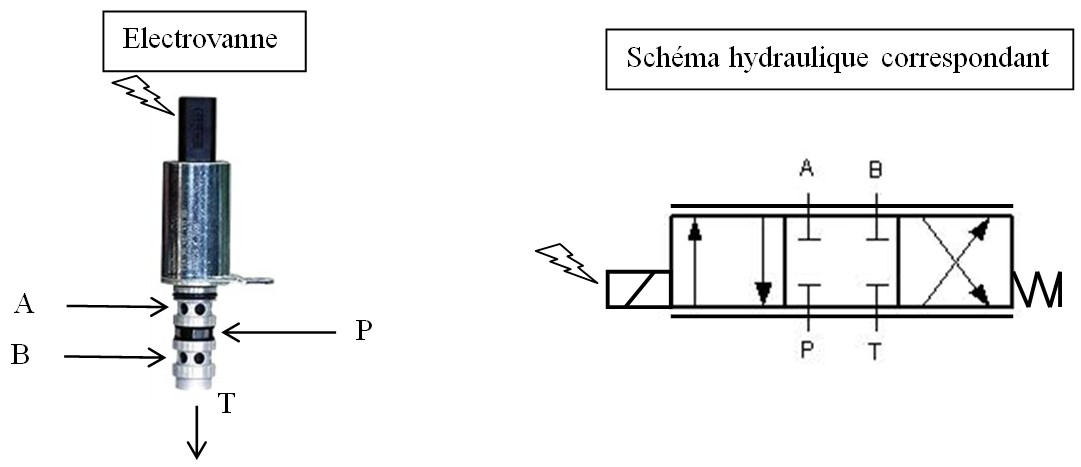 Electrovanne
Schéma hydraulique correspondant
A
P
B
T
A B
P T